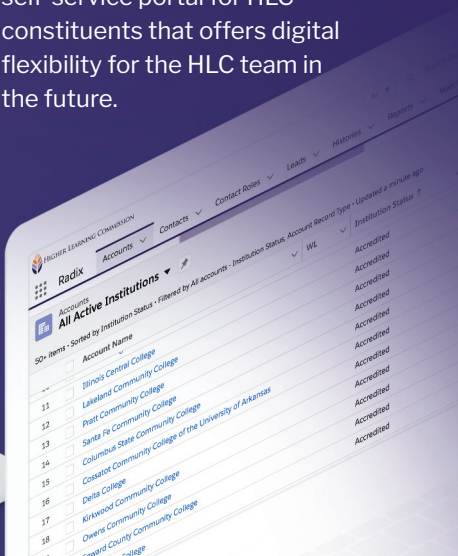 self-service portal for HLC
constituents that offers digital
flexibility for the HLC team in
the future.
HIGHER LEARNING COMMISSION
Radix
Accounts
Contacts
Contact Roles
Leads
Histories
Reports
Accounts
All Active Institutions
50+ items • Sorted by Institution Status • Filtered by All accounts - Institution Status, Account Record Type • Updated a minute ago
Account Name
WL
Institution Status ↑
Illinois Central College
Accredited
11
Lakeland Community College
Accredited
12
Pratt Community College
Accredited
13
Santa Fe Community College
Accredited
14
Columbus State Community College
Accredited
15
Cossatot Community College of the University of Arkansas
Accredited
16
Delta College
Accredited
17
Kirkwood Community College
Accredited
18
Owens Community College
Accredited
County Community College
College